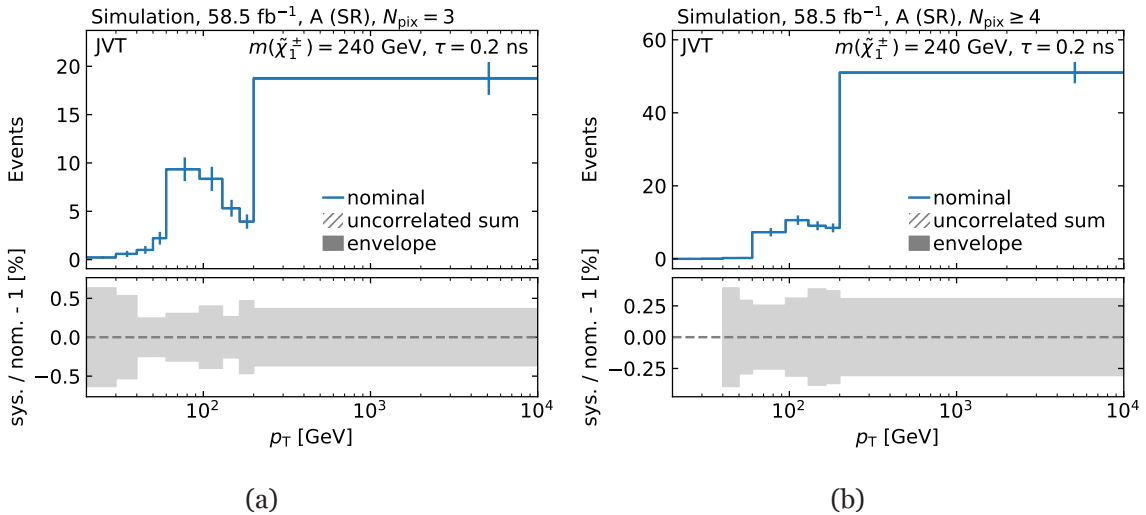 Simulation, 58.5 fb⁻¹, A (SR), N_pix = 3
JVT
m(χ̃₁^±) = 240 GeV, τ = 0.2 ns
Events
20
15
10
5
0
nominal
uncorrelated sum
envelope
sys. / nom. - 1 [%]
0.5
0.0
−0.5
10²
10³
10⁴
p_T [GeV]
(a)
Simulation, 58.5 fb⁻¹, A (SR), N_pix ≥ 4
JVT
m(χ̃₁^±) = 240 GeV, τ = 0.2 ns
Events
60
40
20
0
nominal
uncorrelated sum
envelope
sys. / nom. - 1 [%]
0.25
0.00
−0.25
10²
10³
10⁴
p_T [GeV]
(b)